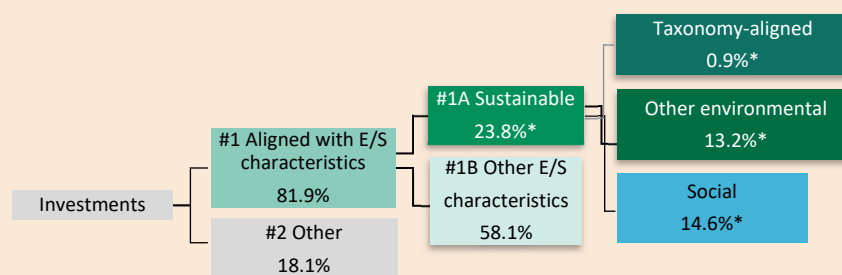 Investments
#1 Aligned with E/S
characteristics
81.9%
#2 Other
18.1%
#1A Sustainable
23.8%*
#1B Other E/S
characteristics
58.1%
Taxonomy-aligned
0.9%*
Other environmental
13.2%*
Social
14.6%*